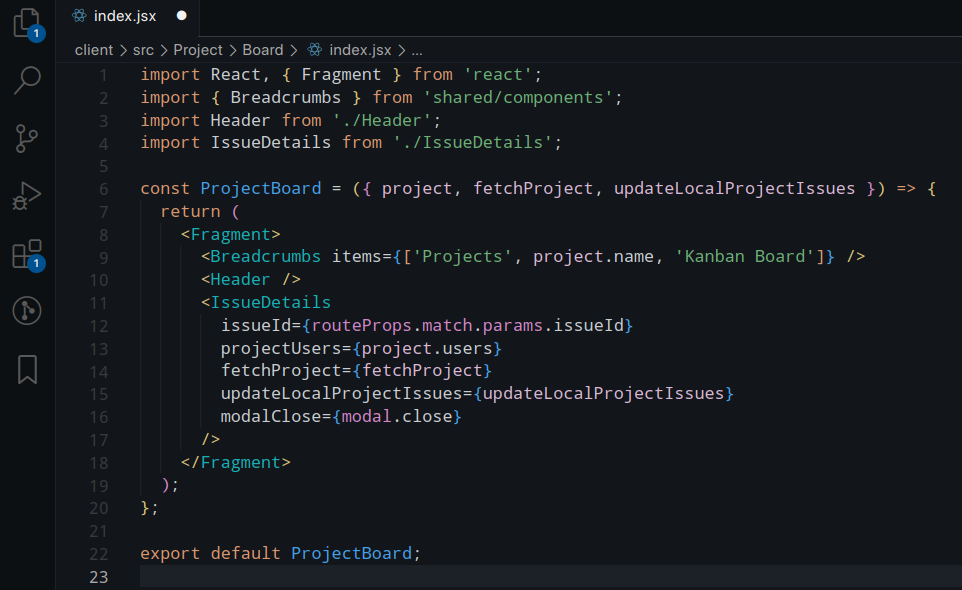 index.jsx
1
client > src > Project > Board > index.jsx > ...
1 import React, { Fragment } from 'react';
2 import { Breadcrumbs } from 'shared/components';
3 import Header from './Header';
4 import IssueDetails from './IssueDetails';
5
6 const ProjectBoard = ({ project, fetchProject, updateLocalProjectIssues }) => {
7   return (
8     <Fragment>
9       <Breadcrumbs items={['Projects', project.name, 'Kanban Board']} />
10       <Header />
11       <IssueDetails
12         issueId={routeProps.match.params.issueId}
13         projectUsers={project.users}
14         fetchProject={fetchProject}
15         updateLocalProjectIssues={updateLocalProjectIssues}
16         modalClose={modal.close}
17       />
18     </Fragment>
19   );
20 };
21
22 export default ProjectBoard;
23
1